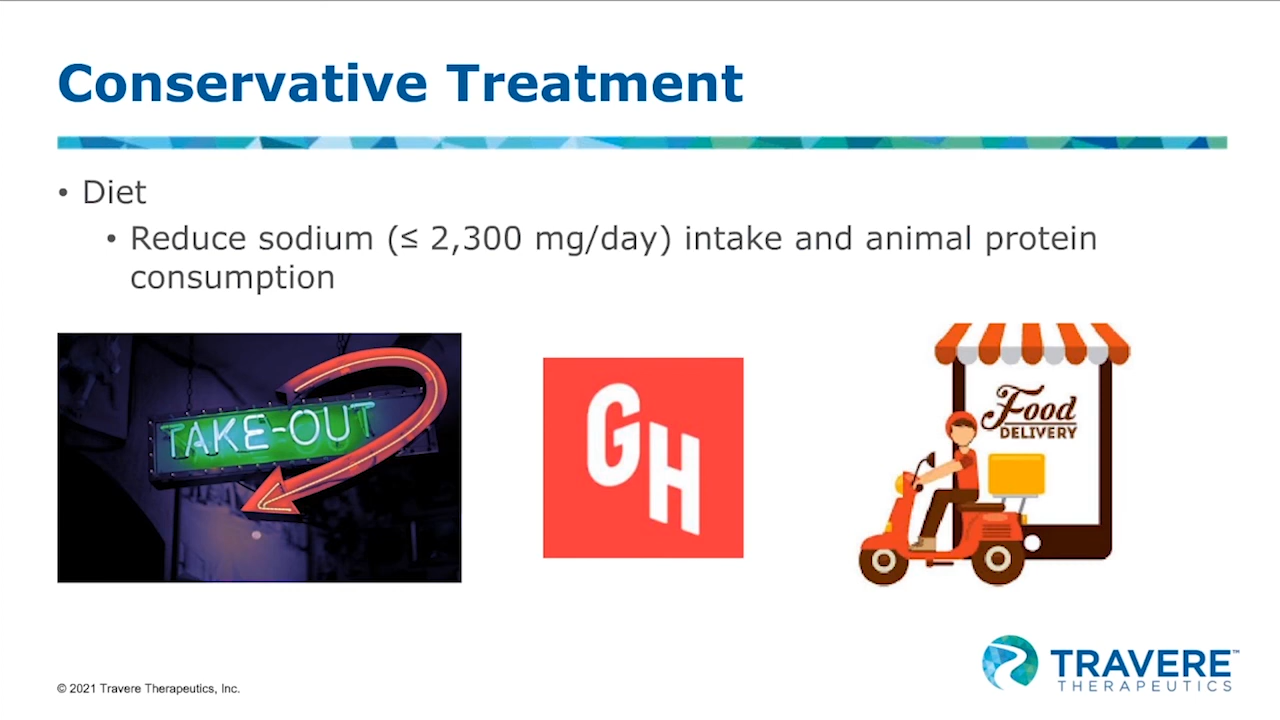 Conservative Treatment
• Diet
• Reduce sodium (≤ 2,300 mg/day) intake and animal protein
consumption
TAKE-OUT
GH
Food
DELIVERY
© 2021 Travere Therapeutics, Inc.
TRAVERE™
THERAPEUTICS